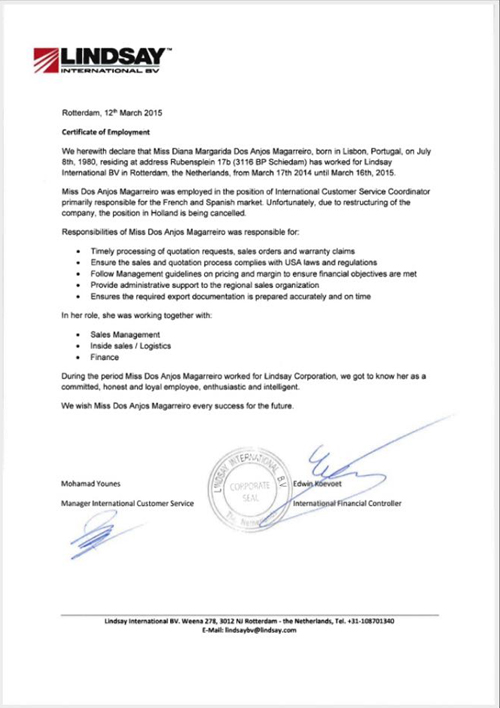 LINDSAY™
INTERNATIONAL BV
Rotterdam, 12th March 2015
Certificate of Employment
We herewith declare that Miss Diana Margarida Dos Anjos Magarreiro, born in Lisbon, Portugal, on July
8th, 1980, residing at address Rubensplein 17b (3116 BP Schiedam) has worked for Lindsay
International BV in Rotterdam, the Netherlands, from March 17th 2014 until March 16th, 2015.
Miss Dos Anjos Magarreiro was employed in the position of International Customer Service Coordinator
primarily responsible for the French and Spanish market. Unfortunately, due to restructuring of the
company, the position in Holland is being cancelled.
Responsibilities of Miss Dos Anjos Magarreiro was responsible for:
• Timely processing of quotation requests, sales orders and warranty claims
• Ensure the sales and quotation process complies with USA laws and regulations
• Follow Management guidelines on pricing and margin to ensure financial objectives are met
• Provide administrative support to the regional sales organization
• Ensures the required export documentation is prepared accurately and on time
In her role, she was working together with:
• Sales Management
• Inside sales / Logistics
• Finance
During the period Miss Dos Anjos Magarreiro worked for Lindsay Corporation, we got to know her as a
committed, honest and loyal employee, enthusiastic and intelligent.
We wish Miss Dos Anjos Magarreiro every success for the future.
LINDSAY INTERNATIONAL B.V.
CORPORATE
SEAL
The Netherlands
Mohamad Younes
Edwin Koevoet
Manager International Customer Service
International Financial Controller
Lindsay International BV. Weena 278, 3012 NJ Rotterdam - the Netherlands, Tel. +31-108701340
E-Mail: lindsaybv@lindsay.com